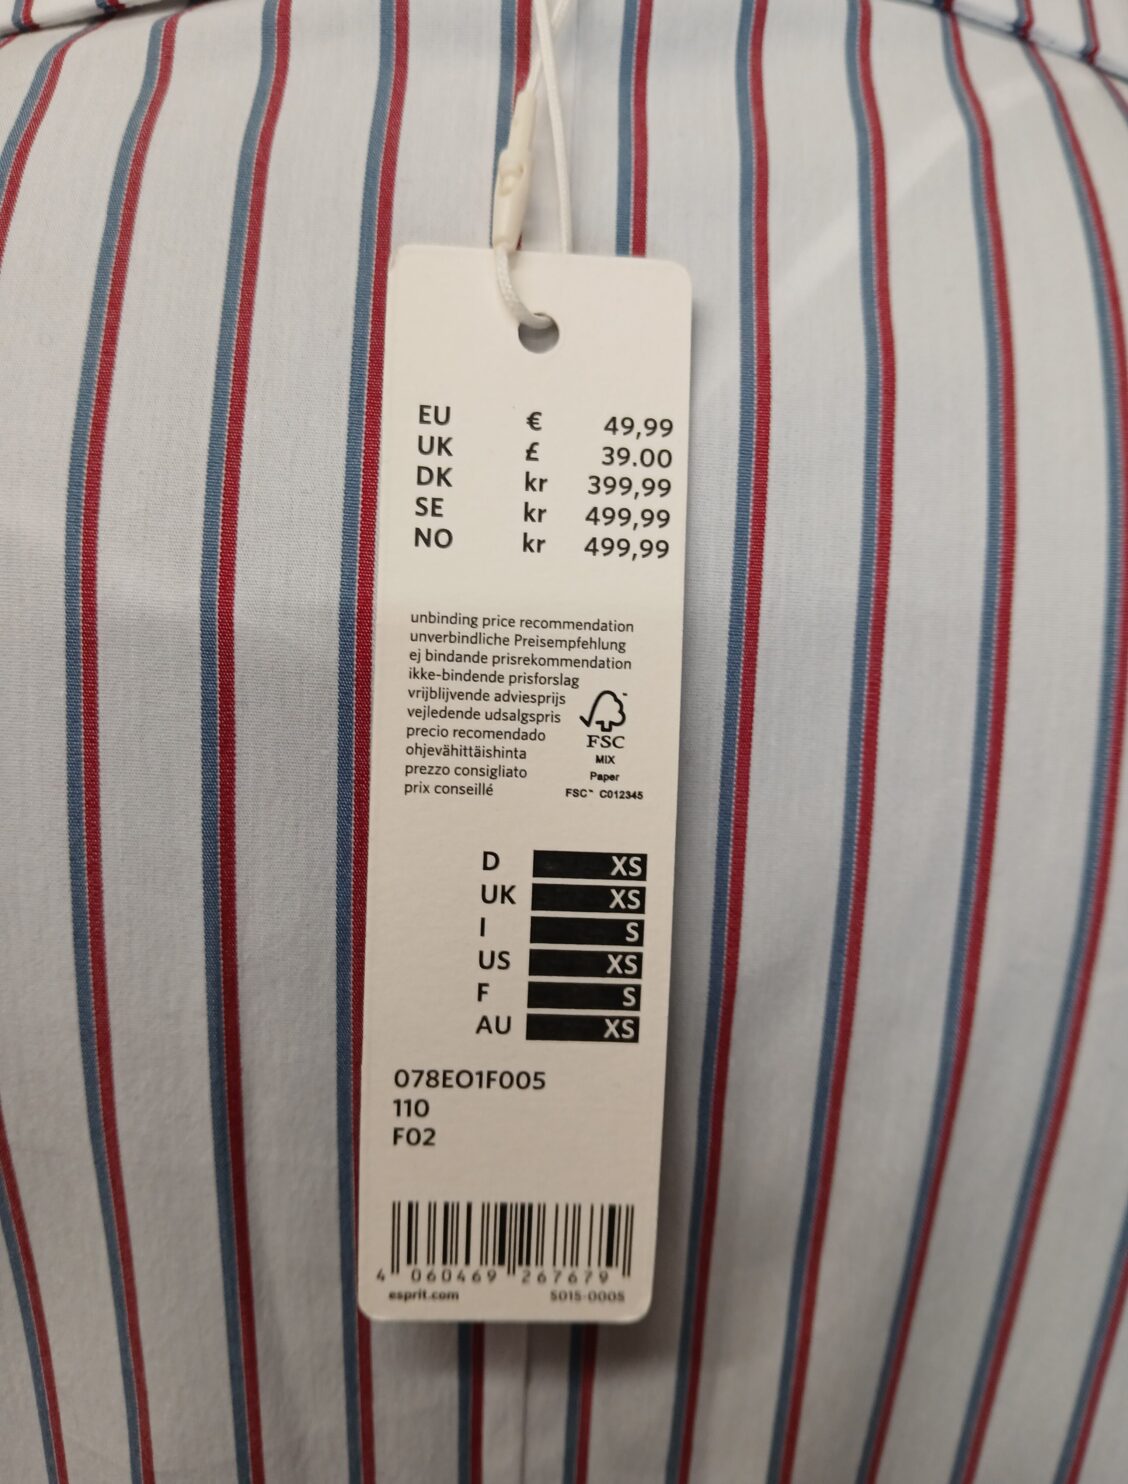 EU € 49,99
UK £ 39.00
DK kr 399,99
SE kr 499,99
NO kr 499,99
unbinding price recommendation
unverbindliche Preisempfehlung
ej bindande prisrekommendation
ikke-bindende prisforslag
vrijblijvende adviesprijs
vejledende udsalgspris
precio recomendado
ohjevähittäishinta
prezzo consigliato
prix conseillé
FSC
MIX
Paper
FSC™ C012345
D XS
UK XS
I S
US XS
F S
AU XS
078EO1F005
110
F02
4 060469 267679
esprit.com 5015-0005